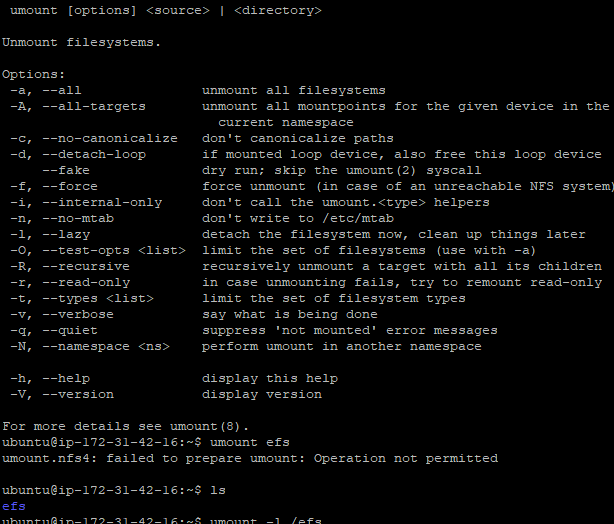 umount [options] <source> | <directory>
Unmount filesystems.
Options:
-a, --all unmount all filesystems
-A, --all-targets unmount all mountpoints for the given device in the
current namespace
-c, --no-canonicalize don't canonicalize paths
-d, --detach-loop if mounted loop device, also free this loop device
--fake dry run; skip the umount(2) syscall
-f, --force force unmount (in case of an unreachable NFS system)
-i, --internal-only don't call the umount.<type> helpers
-n, --no-mtab don't write to /etc/mtab
-l, --lazy detach the filesystem now, clean up things later
-O, --test-opts <list> limit the set of filesystems (use with -a)
-R, --recursive recursively unmount a target with all its children
-r, --read-only in case unmounting fails, try to remount read-only
-t, --types <list> limit the set of filesystem types
-v, --verbose say what is being done
-q, --quiet suppress 'not mounted' error messages
-N, --namespace <ns> perform umount in another namespace
-h, --help display this help
-V, --version display version
For more details see umount(8).
ubuntu@ip-172-31-42-16:~$ umount efs
umount.nfs4: failed to prepare umount: Operation not permitted
ubuntu@ip-172-31-42-16:~$ ls
efs
ubuntu@ip-172-31-42-16:~$ umount -l /efs